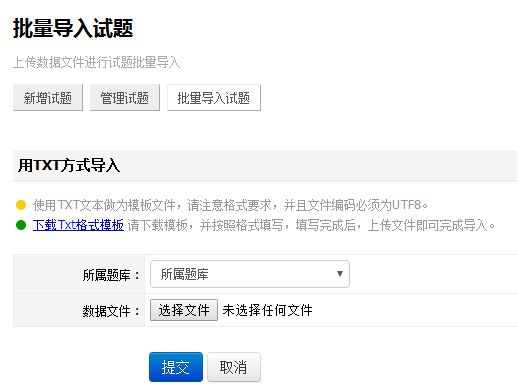 批量导入试题
上传数据文件进行试题批量导入
新增试题 管理试题 批量导入试题
用TXT方式导入
使用TXT文本做为模板文件，请注意格式要求，并且文件编码必须为UTF8。
下载Txt格式模板 请下载模板，并按照格式填写，填写完成后，上传文件即可完成导入。
所属题库： 所属题库
数据文件： 选择文件 未选择任何文件
提交 取消